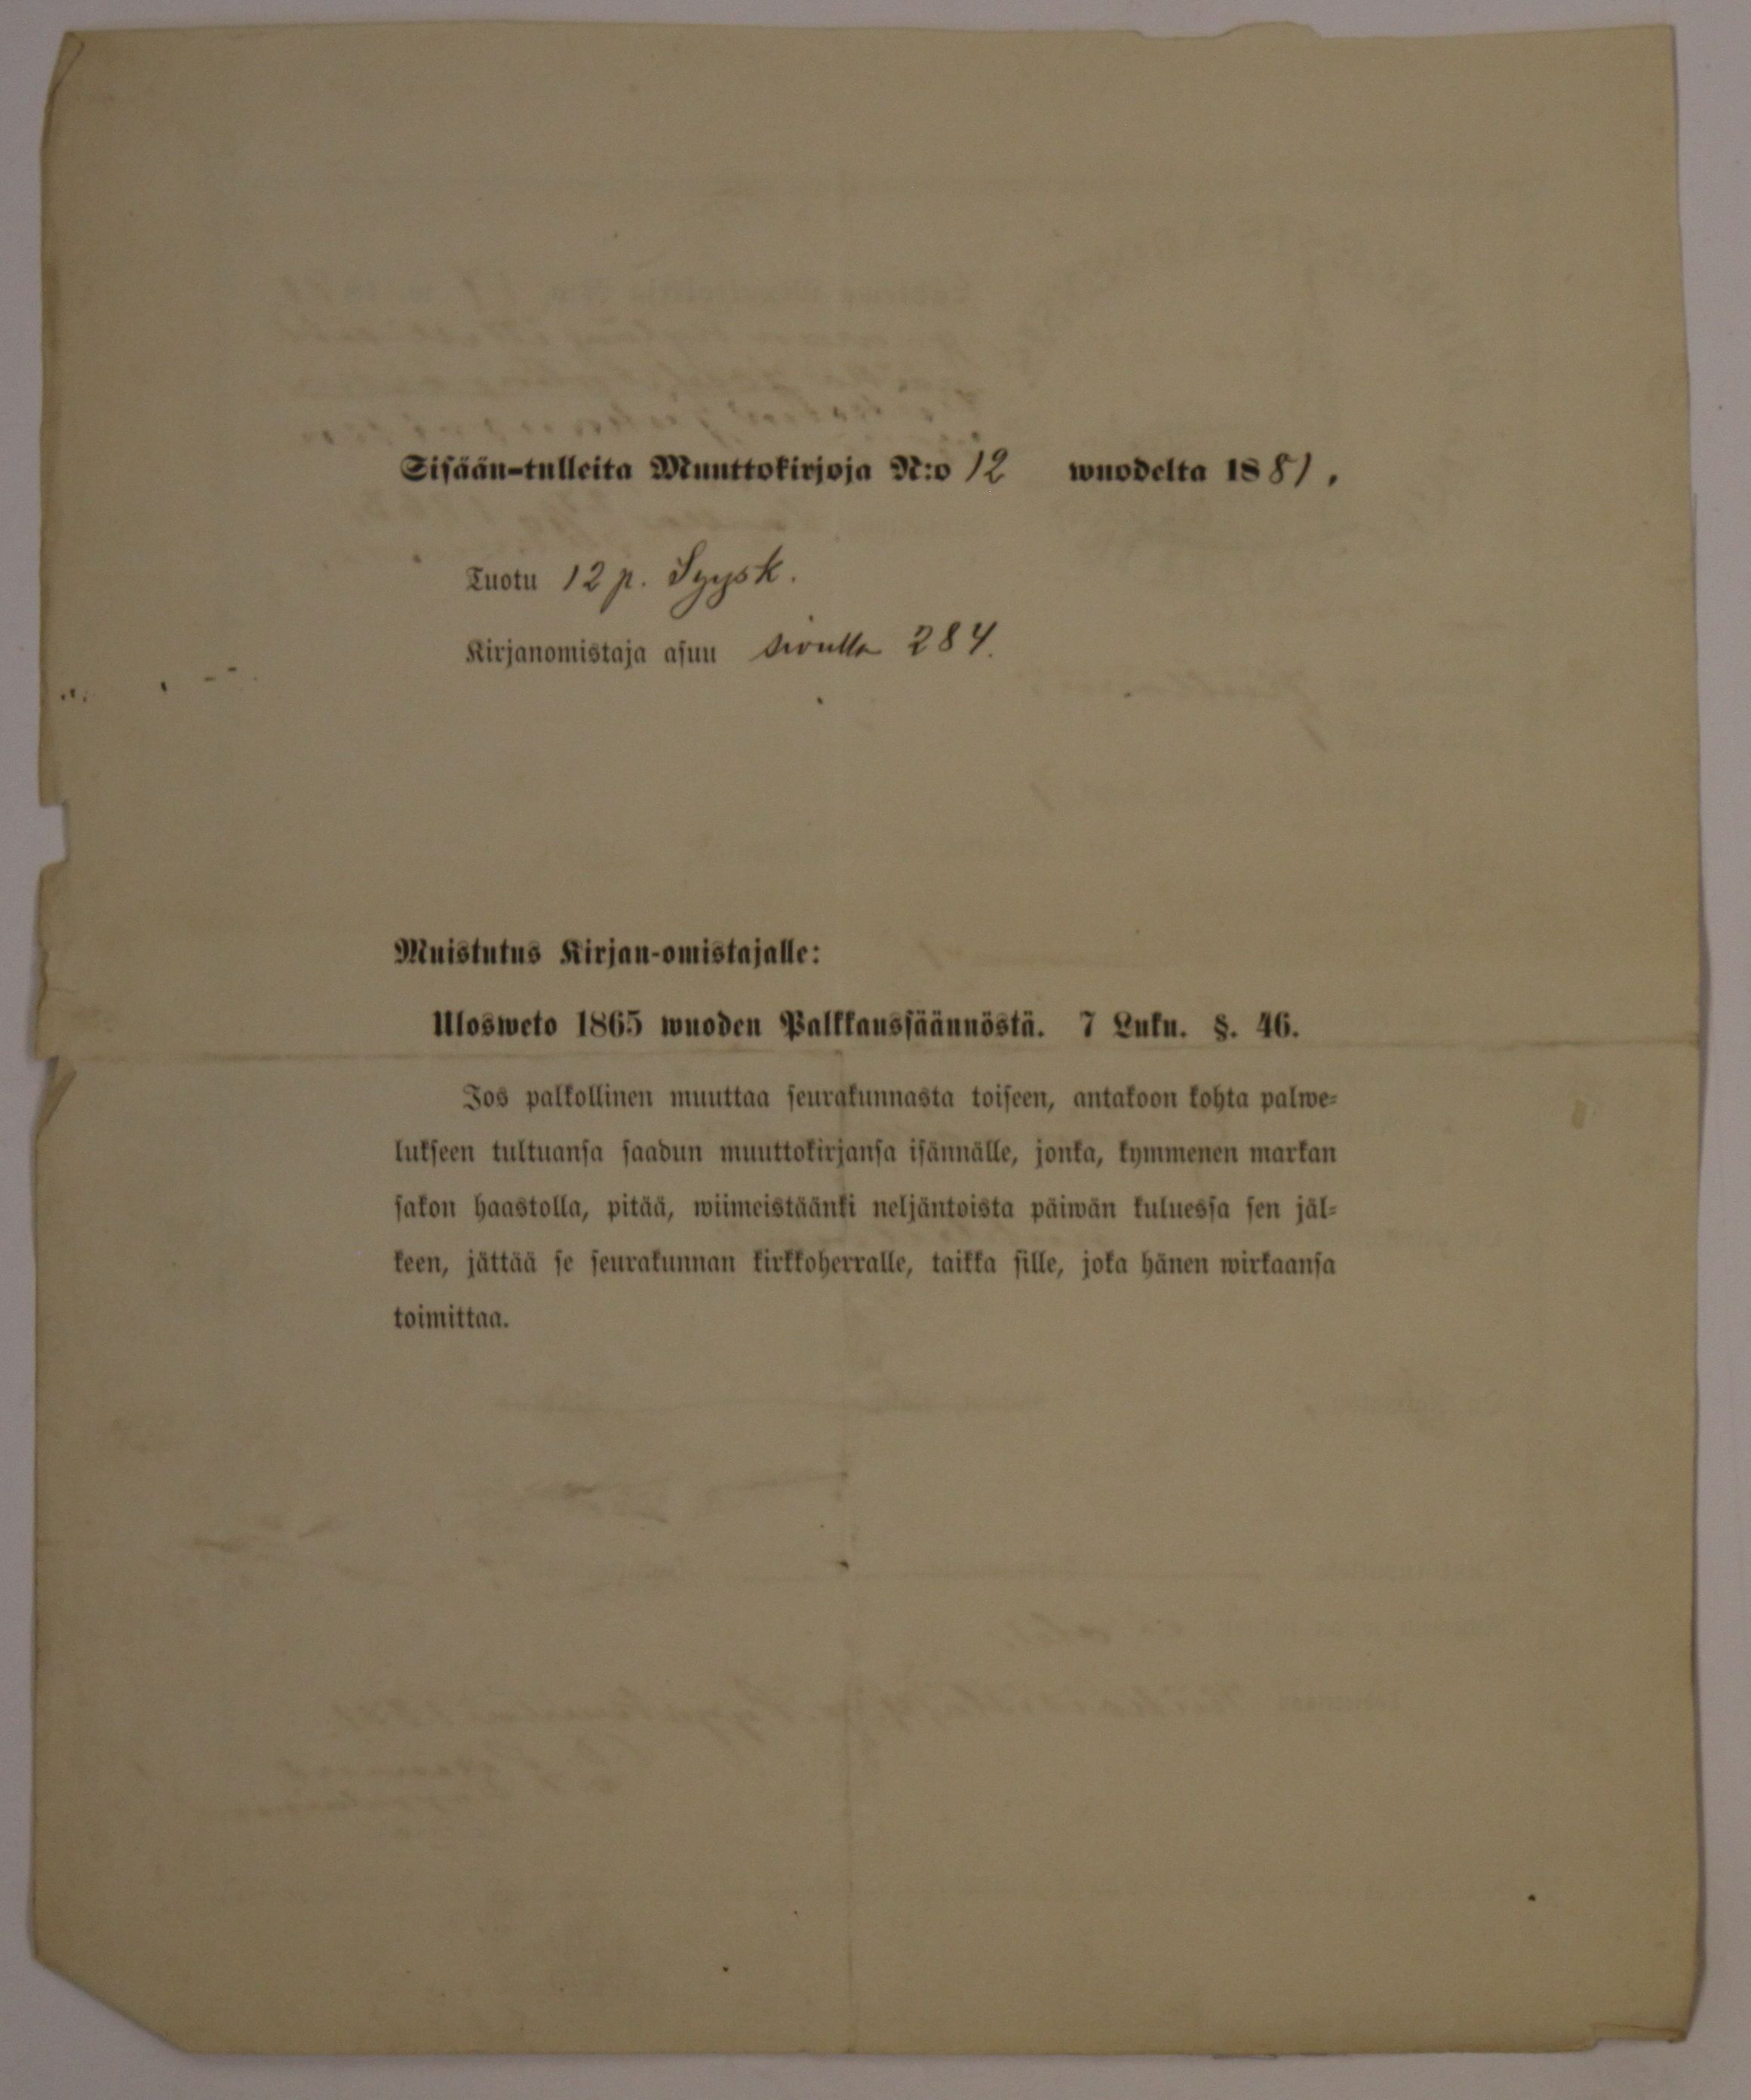 Sisään-tulleita Muuttokirjoja N:o 12 wuodelta 1881.
Tuotu 12 p. Syysk.
Kirjanomistaja asuu sivulla 284.
Muistutus Kirjan-omistajalle:
Ulosweto 1865 wuoden Palkkaussäännöstä. 7 Luku. §. 46.
Jos palkollinen muuttaa seurakunnasta toiseen, antakoon kohta palwe-
lukseen tultuansa saadun muuttokirjansa isännälle, jonka, kymmenen markan
sakon haastolla, pitää, wiimeistäänki neljäntoista päiwän kuluessa sen jäl-
keen, jättää se seurakunnan kirkkoherralle, taikka sille, joka hänen wirkaansa
toimittaa.